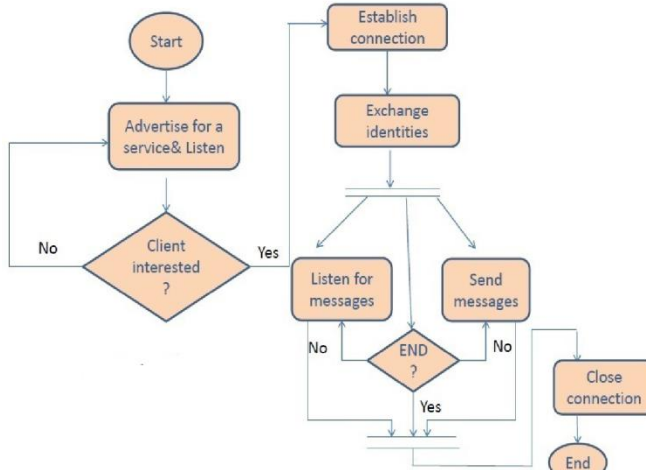 Start
Advertise for a
service& Listen
Client
interested
?
No
Yes
Establish
connection
Exchange
identities
Listen for
messages
Send
messages
No
END
?
No
Yes
Close
connection
End